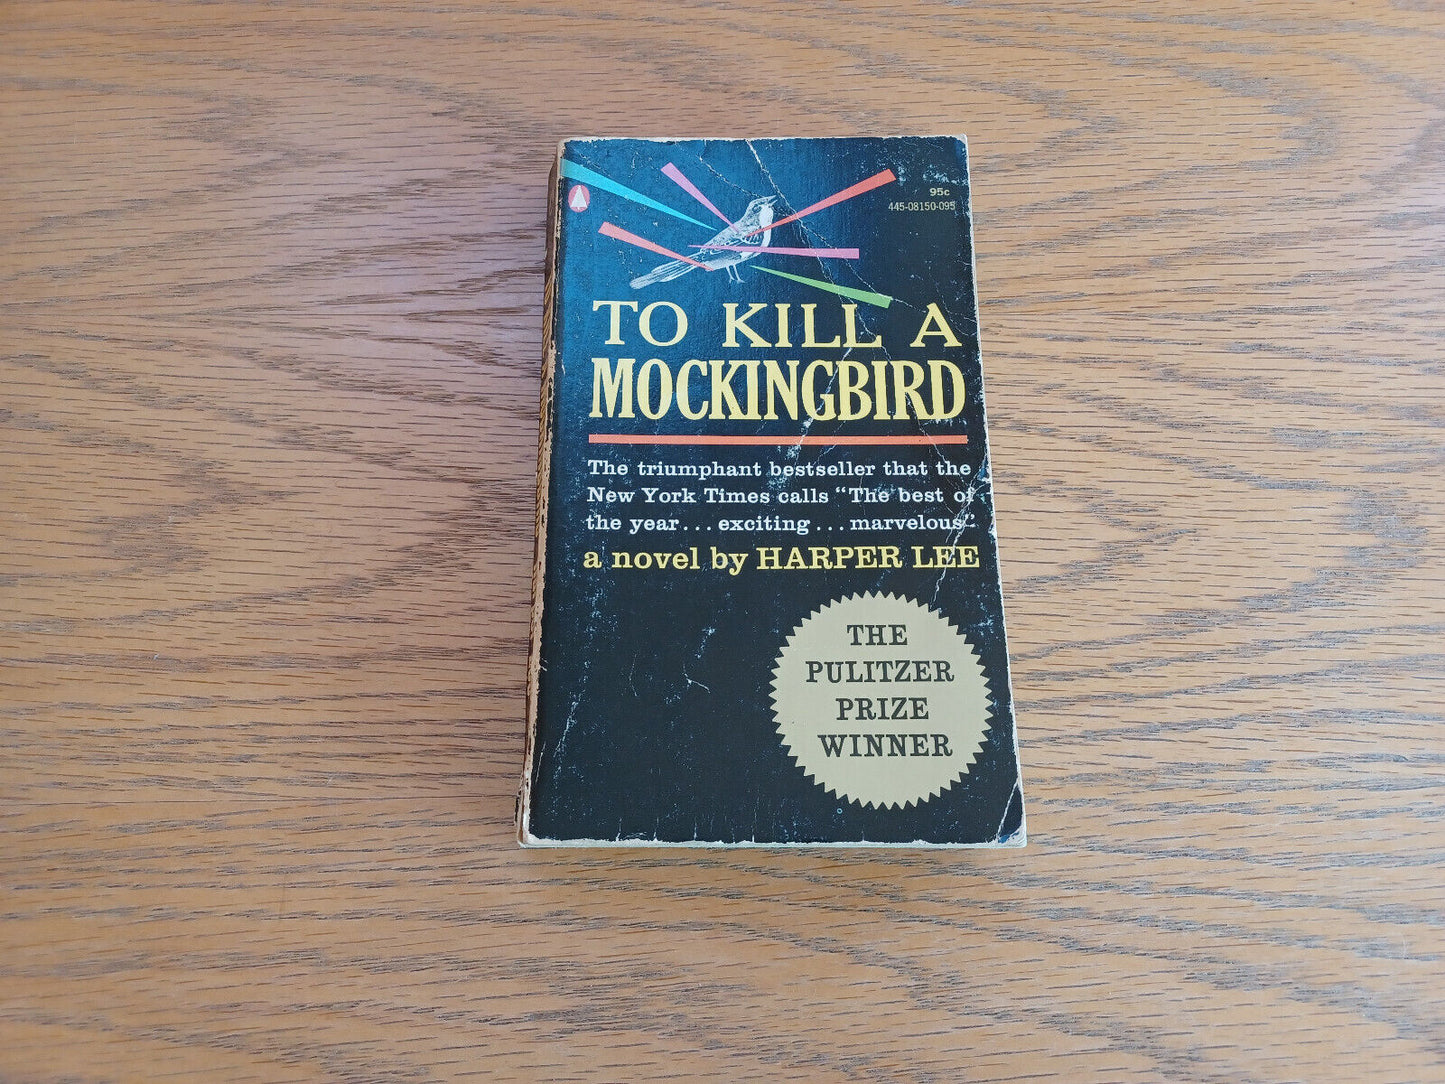 95c
445-08150-095
TO KILL A
MOCKINGBIRD
The triumphant bestseller that the
New York Times calls “The best of
the year...exciting...marvelous”.
a novel by HARPER LEE
THE
PULITZER
PRIZE
WINNER